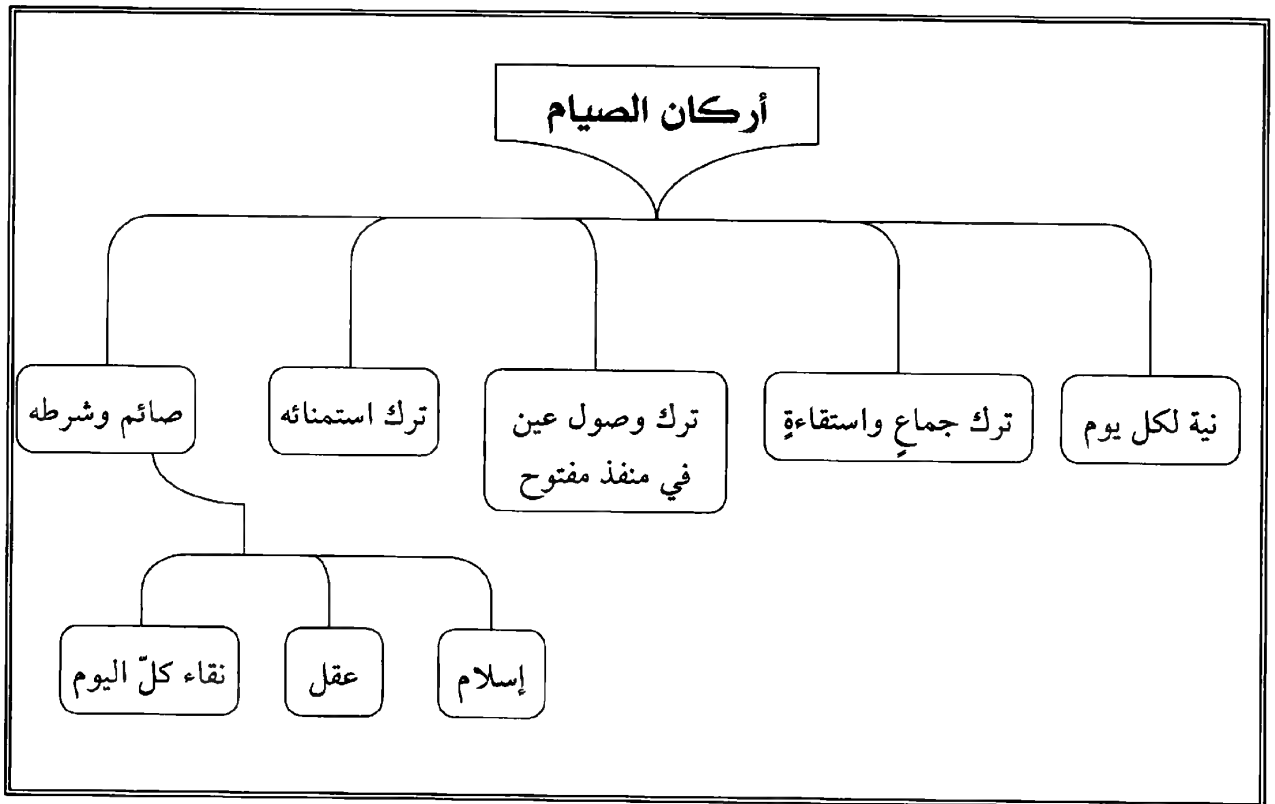 أركان الصيام
نية لكل يوم
ترك جماعٍ واستقاءةٍ
ترك وصول عين
في منفذ مفتوح
ترك استمنائه
صائم وشرطه
إسلام
عقل
نقاء كلّ اليوم